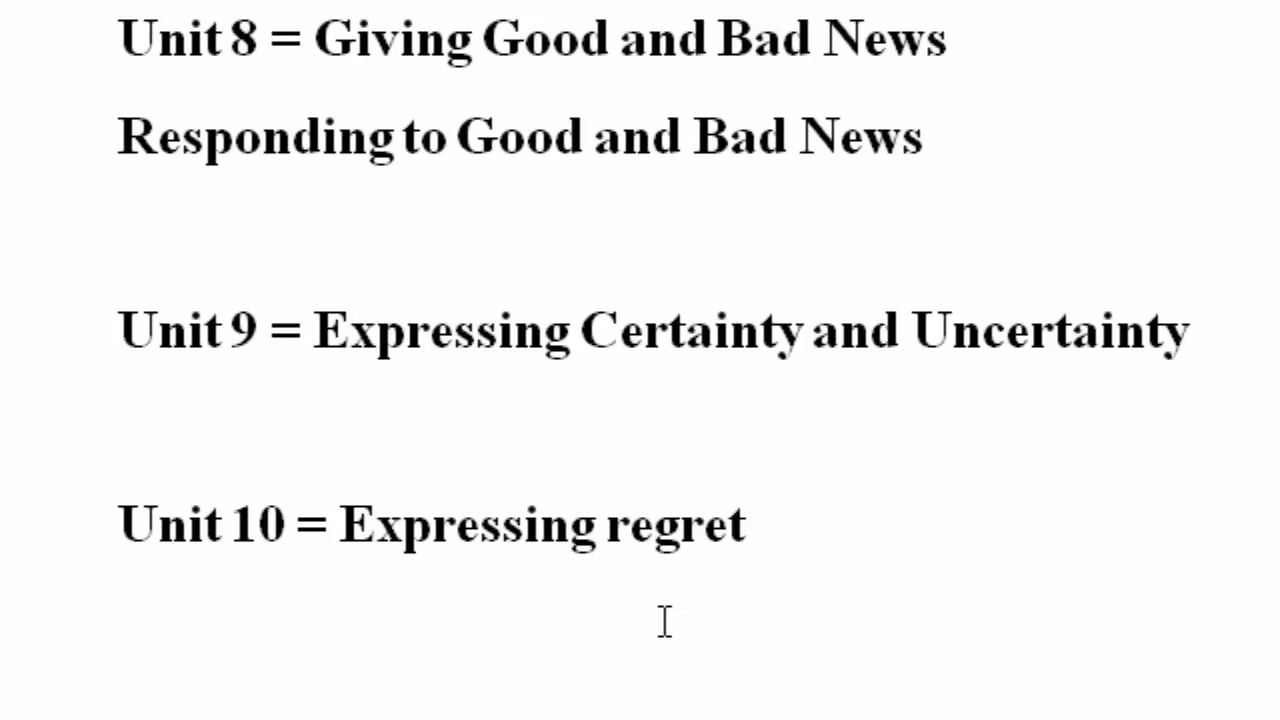 Unit 8 = Giving Good and Bad News
Responding to Good and Bad News
Unit 9 = Expressing Certainty and Uncertainty
Unit 10 = Expressing regret